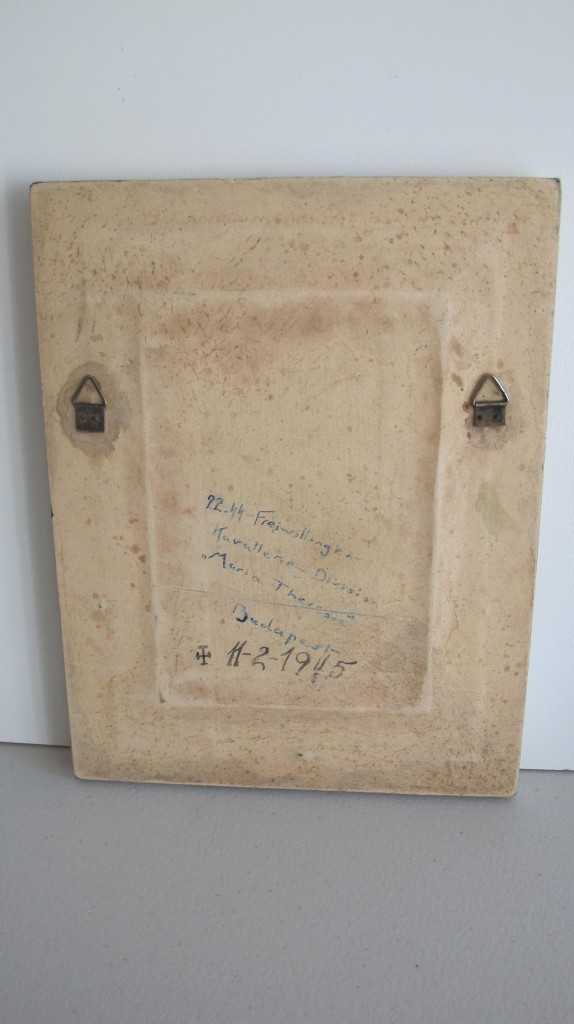 22.SS-Freiwilligen
Kavallerie Division
„Maria Theresia"
Budapest
✠ 11-2-1945